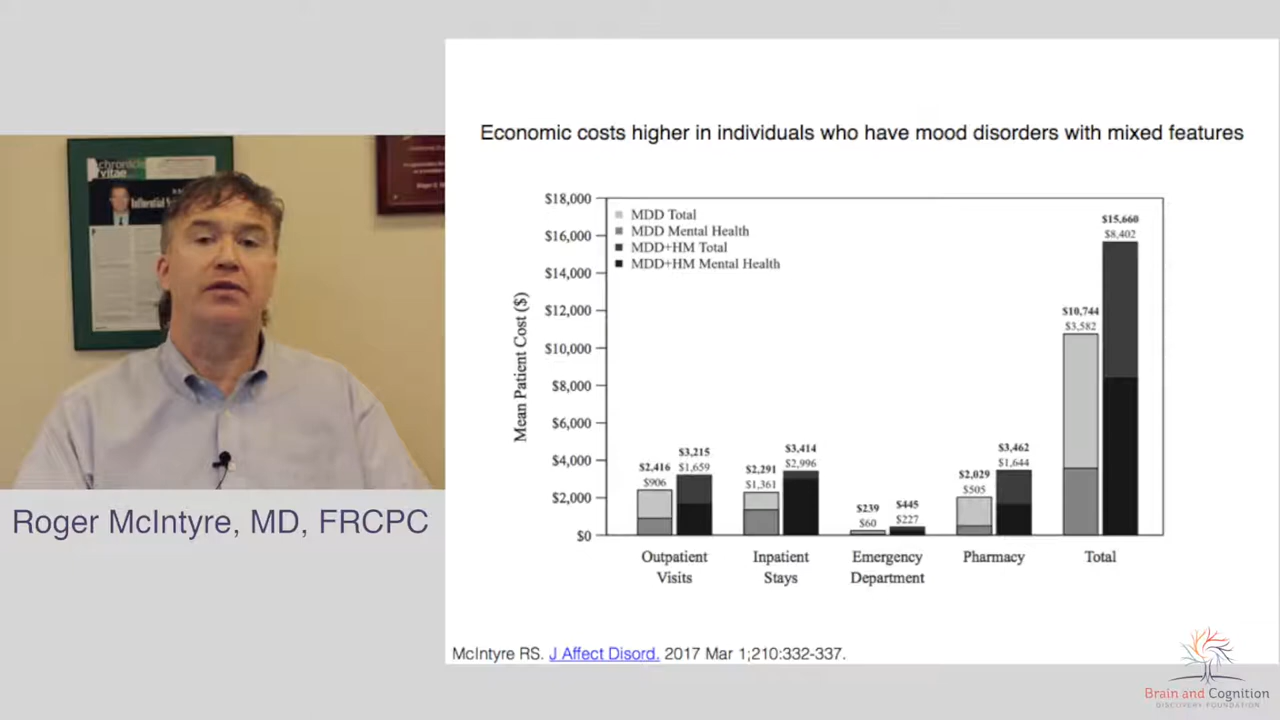 chronicle
vitae
Influential
Roger McIntyre, MD, FRCPC
Economic costs higher in individuals who have mood disorders with mixed features
Mean Patient Cost ($)
$18,000
$16,000
$14,000
$12,000
$10,000
$8,000
$6,000
$4,000
$2,000
$0
MDD Total
MDD Mental Health
MDD+HM Total
MDD+HM Mental Health
$2,416
$906
$3,215
$1,659
$2,291
$1,361
$3,414
$2,996
$239
$60
$445
$227
$2,029
$505
$3,462
$1,644
$10,744
$3,582
$15,660
$8,402
Outpatient
Visits
Inpatient
Stays
Emergency
Department
Pharmacy
Total
McIntyre RS. J Affect Disord. 2017 Mar 1;210:332-337.
Brain and Cognition
DISCOVERY FOUNDATION